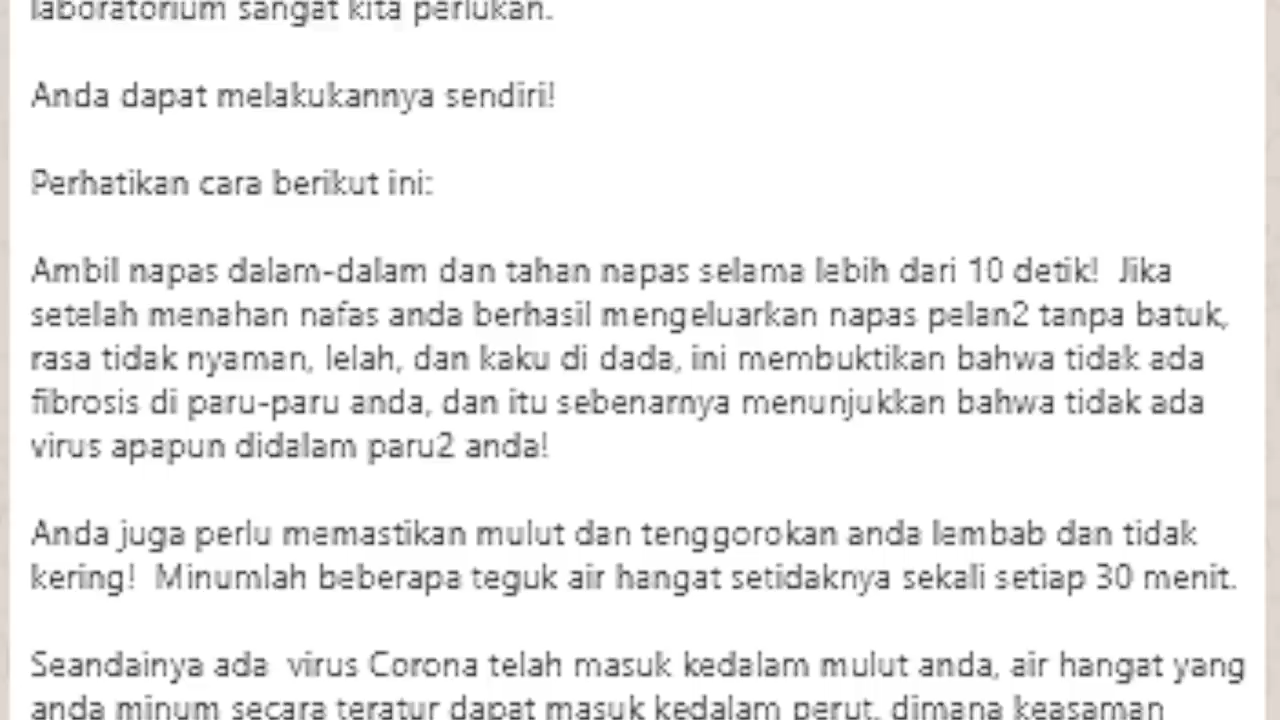 laboratorium sangat kita perlukan.
Anda dapat melakukannya sendiri!
Perhatikan cara berikut ini:
Ambil napas dalam-dalam dan tahan napas selama lebih dari 10 detik!  Jika
setelah menahan nafas anda berhasil mengeluarkan napas pelan2 tanpa batuk,
rasa tidak nyaman, lelah, dan kaku di dada, ini membuktikan bahwa tidak ada
fibrosis di paru-paru anda, dan itu sebenarnya menunjukkan bahwa tidak ada
virus apapun didalam paru2 anda!
Anda juga perlu memastikan mulut dan tenggorokan anda lembab dan tidak
kering!  Minumlah beberapa teguk air hangat setidaknya sekali setiap 30 menit.
Seandainya ada  virus Corona telah masuk kedalam mulut anda, air hangat yang
anda minum secara teratur dapat masuk kedalam perut, dimana keasaman